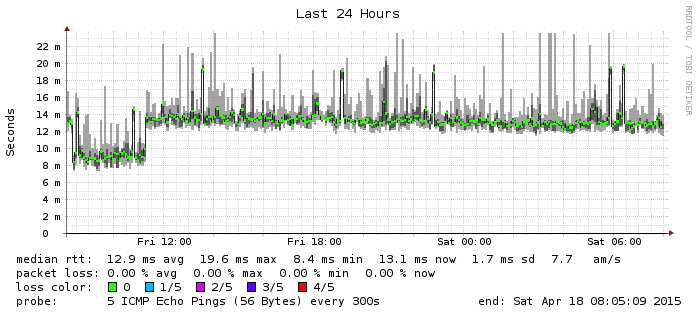 Last 24 Hours
RRDTOOL / TOBI OETIKER
Seconds
22 m
20 m
18 m
16 m
14 m
12 m
10 m
8 m
6 m
4 m
2 m
0
Fri 12:00 Fri 18:00 Sat 00:00 Sat 06:00
median rtt: 12.9 ms avg 19.6 ms max 8.4 ms min 13.1 ms now 1.7 ms sd 7.7 am/s
packet loss: 0.00 % avg 0.00 % max 0.00 % min 0.00 % now
loss color: 0 1/5 2/5 3/5 4/5
probe: 5 ICMP Echo Pings (56 Bytes) every 300s end: Sat Apr 18 08:05:09 2015